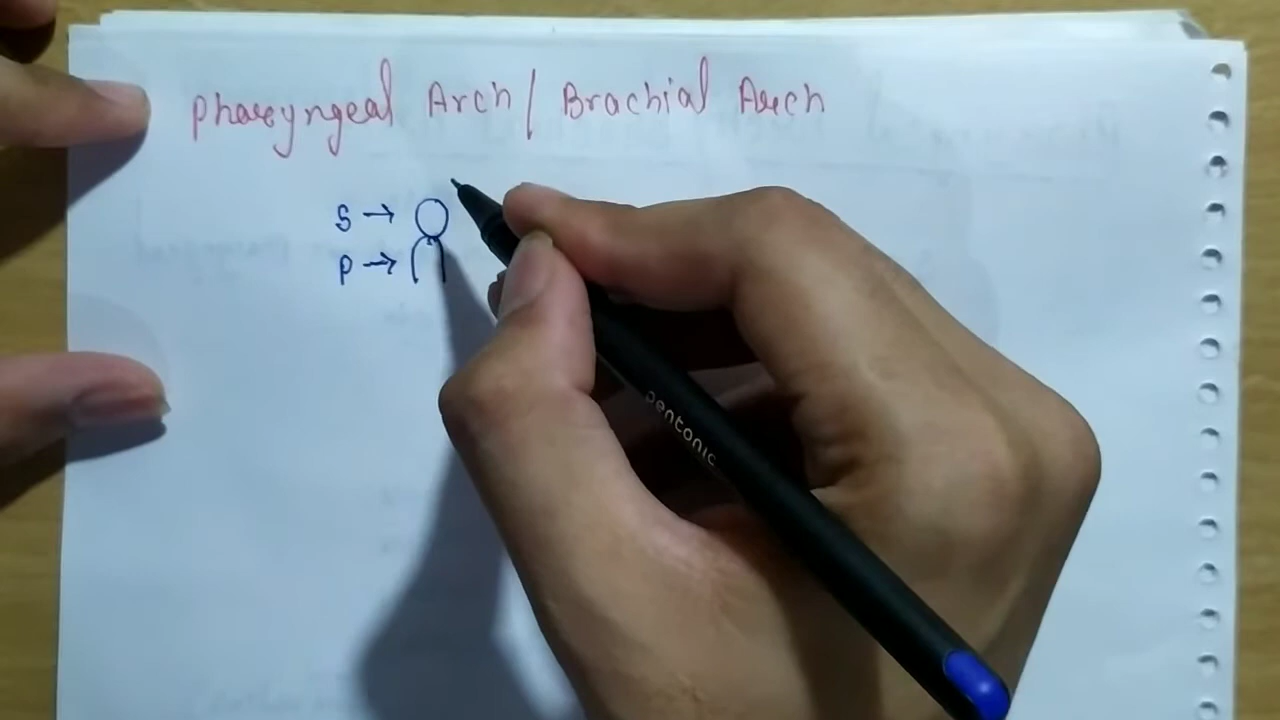 Pharyngeal Arch / Brachial Arch
S →
P →
pentonic